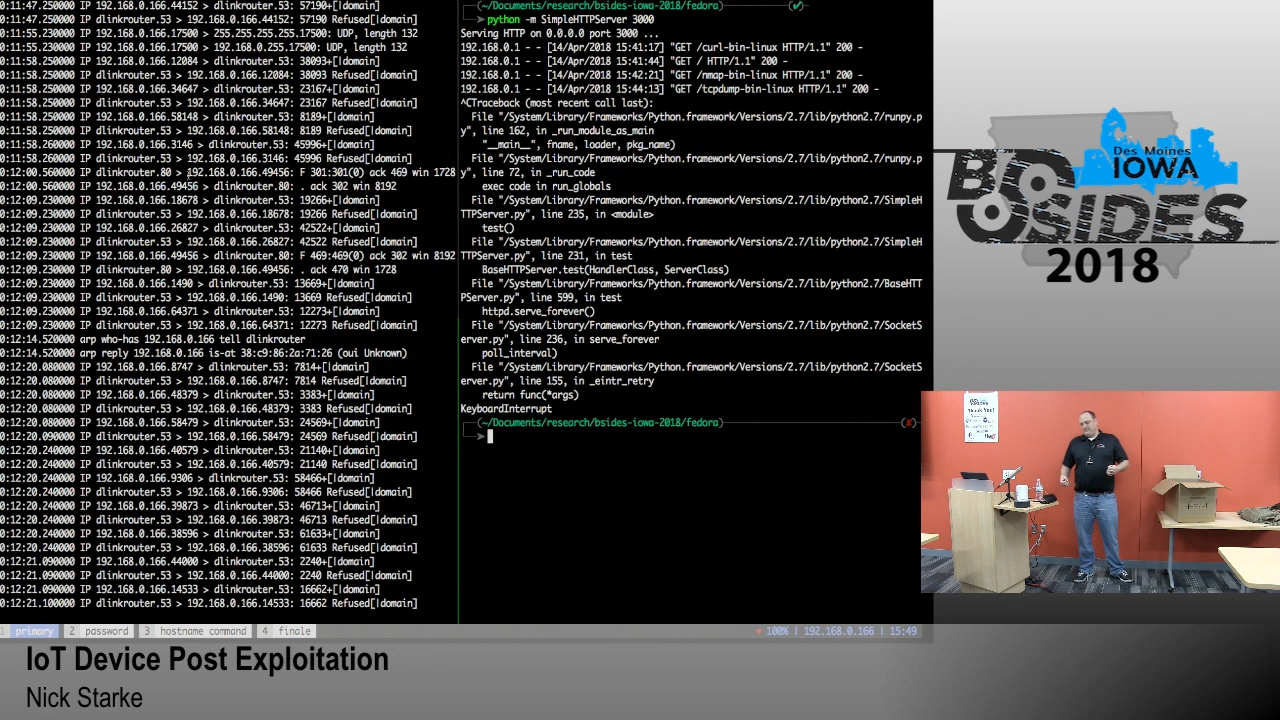 0:11:47.250000 IP 192.168.0.166.44152 > dlinkrouter.53: 57190+[|domain]
0:11:47.250000 IP dlinkrouter.53 > 192.168.0.166.44152: 57190 Refused[|domain]
0:11:55.230000 IP 192.168.0.166.17500 > 255.255.255.255.17500: UDP, length 132
0:11:55.230000 IP 192.168.0.166.17500 > 192.168.0.255.17500: UDP, length 132
0:11:58.250000 IP 192.168.0.166.12084 > dlinkrouter.53: 38093+[|domain]
0:11:58.250000 IP dlinkrouter.53 > 192.168.0.166.12084: 38093 Refused[|domain]
0:11:58.250000 IP 192.168.0.166.34647 > dlinkrouter.53: 23167+[|domain]
0:11:58.250000 IP dlinkrouter.53 > 192.168.0.166.34647: 23167 Refused[|domain]
0:11:58.250000 IP 192.168.0.166.58148 > dlinkrouter.53: 8189+[|domain]
0:11:58.250000 IP dlinkrouter.53 > 192.168.0.166.58148: 8189 Refused[|domain]
0:11:58.260000 IP 192.168.0.166.3146 > dlinkrouter.53: 45996+[|domain]
0:11:58.260000 IP dlinkrouter.53 > 192.168.0.166.3146: 45996 Refused[|domain]
0:12:00.560000 IP dlinkrouter.80 > 192.168.0.166.49456: F 301:301(0) ack 469 win 1728
0:12:00.560000 IP 192.168.0.166.49456 > dlinkrouter.80: . ack 302 win 8192
0:12:09.230000 IP 192.168.0.166.18678 > dlinkrouter.53: 19266+[|domain]
0:12:09.230000 IP dlinkrouter.53 > 192.168.0.166.18678: 19266 Refused[|domain]
0:12:09.230000 IP 192.168.0.166.26827 > dlinkrouter.53: 42522+[|domain]
0:12:09.230000 IP dlinkrouter.53 > 192.168.0.166.26827: 42522 Refused[|domain]
0:12:09.230000 IP 192.168.0.166.49456 > dlinkrouter.80: F 469:469(0) ack 302 win 8192
0:12:09.230000 IP dlinkrouter.80 > 192.168.0.166.49456: . ack 470 win 1728
0:12:09.230000 IP 192.168.0.166.1490 > dlinkrouter.53: 13669+[|domain]
0:12:09.230000 IP dlinkrouter.53 > 192.168.0.166.1490: 13669 Refused[|domain]
0:12:09.230000 IP 192.168.0.166.64371 > dlinkrouter.53: 12273+[|domain]
0:12:09.230000 IP dlinkrouter.53 > 192.168.0.166.64371: 12273 Refused[|domain]
0:12:14.520000 arp who-has 192.168.0.166 tell dlinkrouter
0:12:14.520000 arp reply 192.168.0.166 is-at 38:c9:86:2a:71:26 (oui Unknown)
0:12:20.080000 IP 192.168.0.166.8747 > dlinkrouter.53: 7814+[|domain]
0:12:20.080000 IP dlinkrouter.53 > 192.168.0.166.8747: 7814 Refused[|domain]
0:12:20.080000 IP 192.168.0.166.48379 > dlinkrouter.53: 3383+[|domain]
0:12:20.080000 IP dlinkrouter.53 > 192.168.0.166.48379: 3383 Refused[|domain]
0:12:20.080000 IP 192.168.0.166.58479 > dlinkrouter.53: 24569+[|domain]
0:12:20.090000 IP dlinkrouter.53 > 192.168.0.166.58479: 24569 Refused[|domain]
0:12:20.240000 IP 192.168.0.166.40579 > dlinkrouter.53: 21140+[|domain]
0:12:20.240000 IP dlinkrouter.53 > 192.168.0.166.40579: 21140 Refused[|domain]
0:12:20.240000 IP 192.168.0.166.9306 > dlinkrouter.53: 58466+[|domain]
0:12:20.240000 IP dlinkrouter.53 > 192.168.0.166.9306: 58466 Refused[|domain]
0:12:20.240000 IP 192.168.0.166.39873 > dlinkrouter.53: 46713+[|domain]
0:12:20.240000 IP dlinkrouter.53 > 192.168.0.166.39873: 46713 Refused[|domain]
0:12:20.240000 IP 192.168.0.166.38596 > dlinkrouter.53: 61633+[|domain]
0:12:20.240000 IP dlinkrouter.53 > 192.168.0.166.38596: 61633 Refused[|domain]
0:12:21.090000 IP 192.168.0.166.44000 > dlinkrouter.53: 2240+[|domain]
0:12:21.090000 IP dlinkrouter.53 > 192.168.0.166.44000: 2240 Refused[|domain]
0:12:21.090000 IP 192.168.0.166.14533 > dlinkrouter.53: 16662+[|domain]
0:12:21.100000 IP dlinkrouter.53 > 192.168.0.166.14533: 16662 Refused[|domain]
(~/Documents/research/bsides-iowa-2018/fedora) (✓)
➤ python -m SimpleHTTPServer 3000
Serving HTTP on 0.0.0.0 port 3000 ...
192.168.0.1 - - [14/Apr/2018 15:41:17] "GET /curl-bin-linux HTTP/1.1" 200 -
192.168.0.1 - - [14/Apr/2018 15:41:44] "GET / HTTP/1.1" 200 -
192.168.0.1 - - [14/Apr/2018 15:42:21] "GET /nmap-bin-linux HTTP/1.1" 200 -
192.168.0.1 - - [14/Apr/2018 15:44:13] "GET /tcpdump-bin-linux HTTP/1.1" 200 -
^CTraceback (most recent call last):
File "/System/Library/Frameworks/Python.framework/Versions/2.7/lib/python2.7/runpy.p
y", line 162, in _run_module_as_main
"__main__", fname, loader, pkg_name)
File "/System/Library/Frameworks/Python.framework/Versions/2.7/lib/python2.7/runpy.p
y", line 72, in _run_code
exec code in run_globals
File "/System/Library/Frameworks/Python.framework/Versions/2.7/lib/python2.7/SimpleH
TTPServer.py", line 235, in <module>
test()
File "/System/Library/Frameworks/Python.framework/Versions/2.7/lib/python2.7/SimpleH
TTPServer.py", line 231, in test
BaseHTTPServer.test(HandlerClass, ServerClass)
File "/System/Library/Frameworks/Python.framework/Versions/2.7/lib/python2.7/BaseHTT
PServer.py", line 599, in test
httpd.serve_forever()
File "/System/Library/Frameworks/Python.framework/Versions/2.7/lib/python2.7/SocketS
erver.py", line 236, in serve_forever
poll_interval)
File "/System/Library/Frameworks/Python.framework/Versions/2.7/lib/python2.7/SocketS
erver.py", line 155, in _eintr_retry
return func(*args)
KeyboardInterrupt
(~/Documents/research/bsides-iowa-2018/fedora) (✗)
➤
1 primary 2 password 3 hostname command 4 finale
♥ 100% | 192.168.0.166 | 15:49
Des Moines
IOWA
BSIDES
2018
Thank You!
IoT Device Post Exploitation
Nick Starke